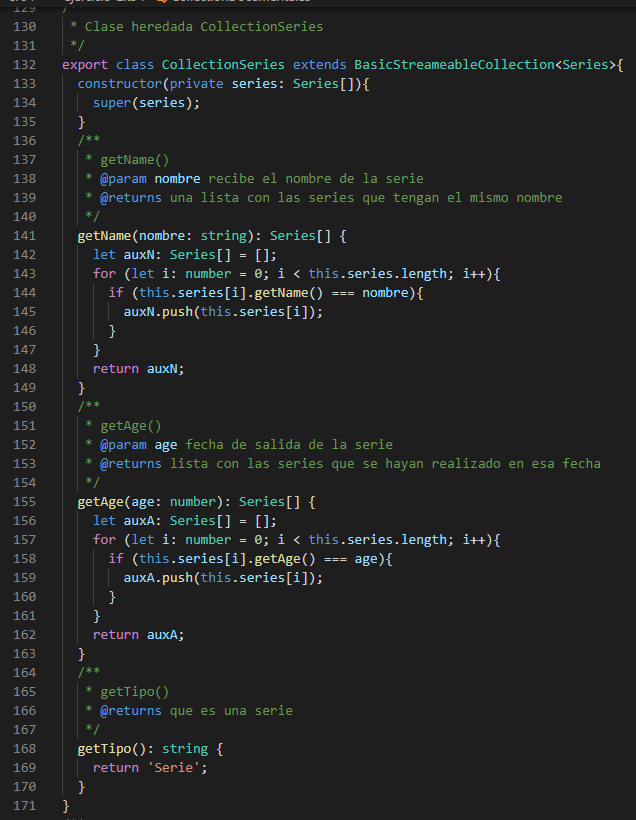 130 * Clase heredada CollectionSeries
131 */
132 export class CollectionSeries extends BasicStreameableCollection<Series>{
133 constructor(private series: Series[]){
134 super(series);
135 }
136 /**
137 * getName()
138 * @param nombre recibe el nombre de la serie
139 * @returns una lista con las series que tengan el mismo nombre
140 */
141 getName(nombre: string): Series[] {
142 let auxN: Series[] = [];
143 for (let i: number = 0; i < this.series.length; i++){
144 if (this.series[i].getName() === nombre){
145 auxN.push(this.series[i]);
146 }
147 }
148 return auxN;
149 }
150 /**
151 * getAge()
152 * @param age fecha de salida de la serie
153 * @returns lista con las series que se hayan realizado en esa fecha
154 */
155 getAge(age: number): Series[] {
156 let auxA: Series[] = [];
157 for (let i: number = 0; i < this.series.length; i++){
158 if (this.series[i].getAge() === age){
159 auxA.push(this.series[i]);
160 }
161 }
162 return auxA;
163 }
164 /**
165 * getTipo()
166 * @returns que es una serie
167 */
168 getTipo(): string {
169 return 'Serie';
170 }
171 }